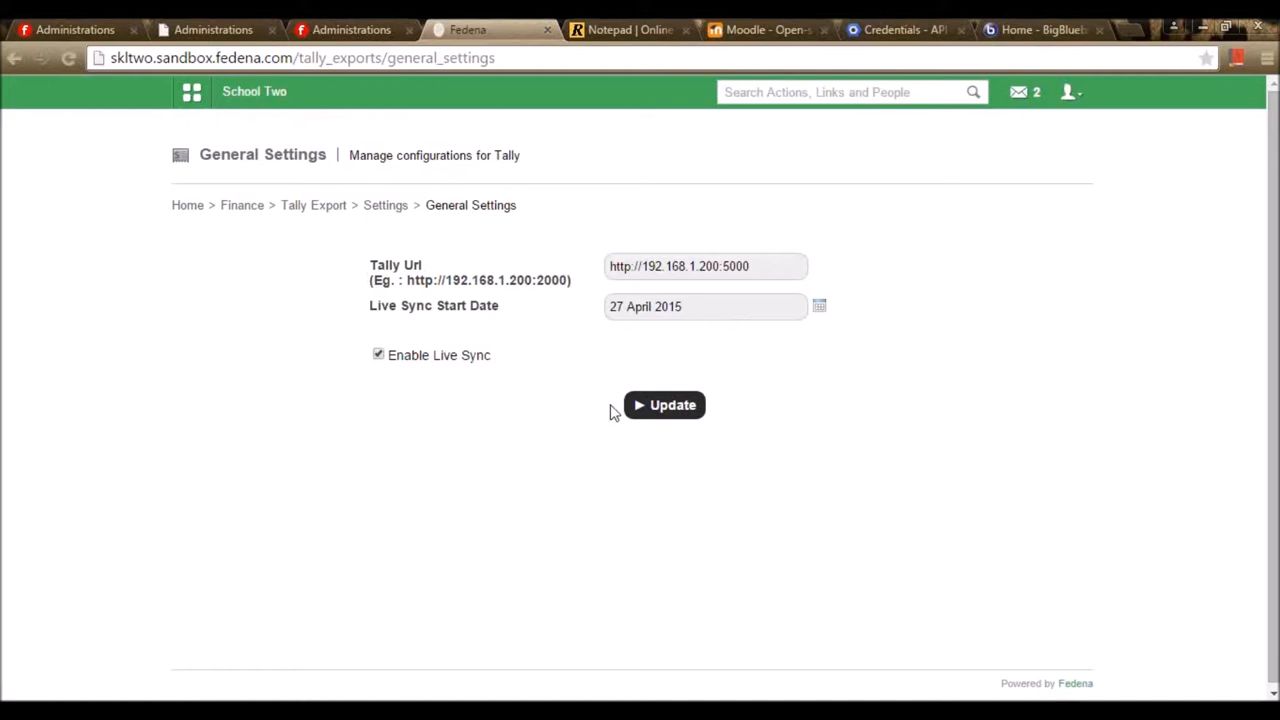 Administrations
Administrations
Administrations
Fedena
Notepad | Online
Moodle - Open-s
Credentials - API
Home - BigBlueb
skltwo.sandbox.fedena.com/tally_exports/general_settings
School Two
Search Actions, Links and People
2
General Settings
Manage configurations for Tally
Home > Finance > Tally Export > Settings > General Settings
Tally Url
(Eg. : http://192.168.1.200:2000)
http://192.168.1.200:5000
Live Sync Start Date
27 April 2015
Enable Live Sync
Update
Powered by Fedena